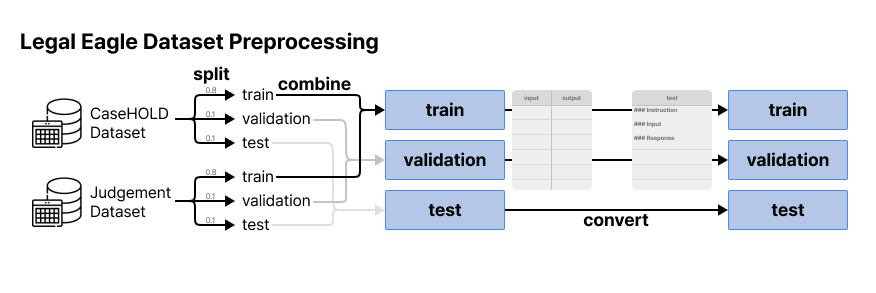 Legal Eagle Dataset Preprocessing
split
combine
CaseHOLD
Dataset
0.8
train
0.1
validation
0.1
test
Judgement
Dataset
0.8
train
0.1
validation
0.1
test
train
validation
test
input
output
text
### Instruction
### Input
### Response
convert
train
validation
test